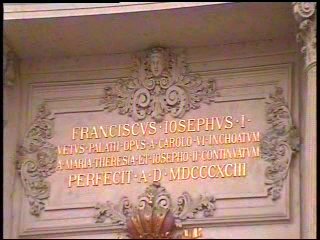 FRANCISCVS · IOSEPHVS · I ·
VETVS · PALATII · OPVS · A · CAROLO · VI · INCHOATVM
A · MARIA · THERESIA · ET · IOSEPHO · II · CONTINVATVM
PERFECIT · A · D · MDCCCXCIII